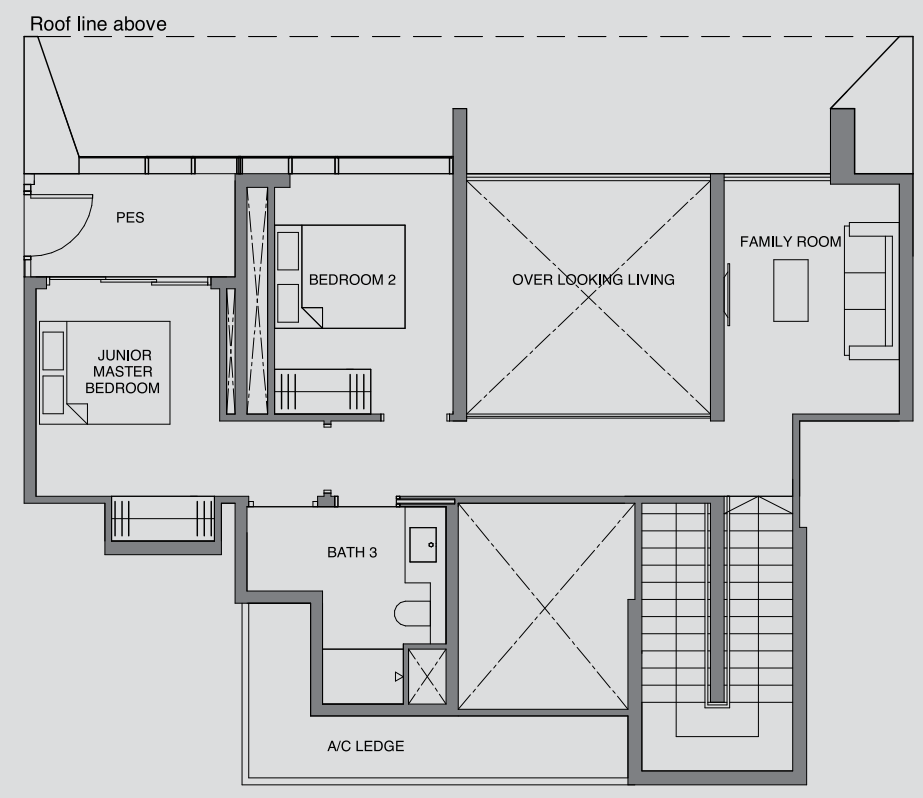 Roof line above
PES
FAMILY ROOM
BEDROOM 2
OVER LOOKING LIVING
JUNIOR
MASTER
BEDROOM
BATH 3
A/C LEDGE